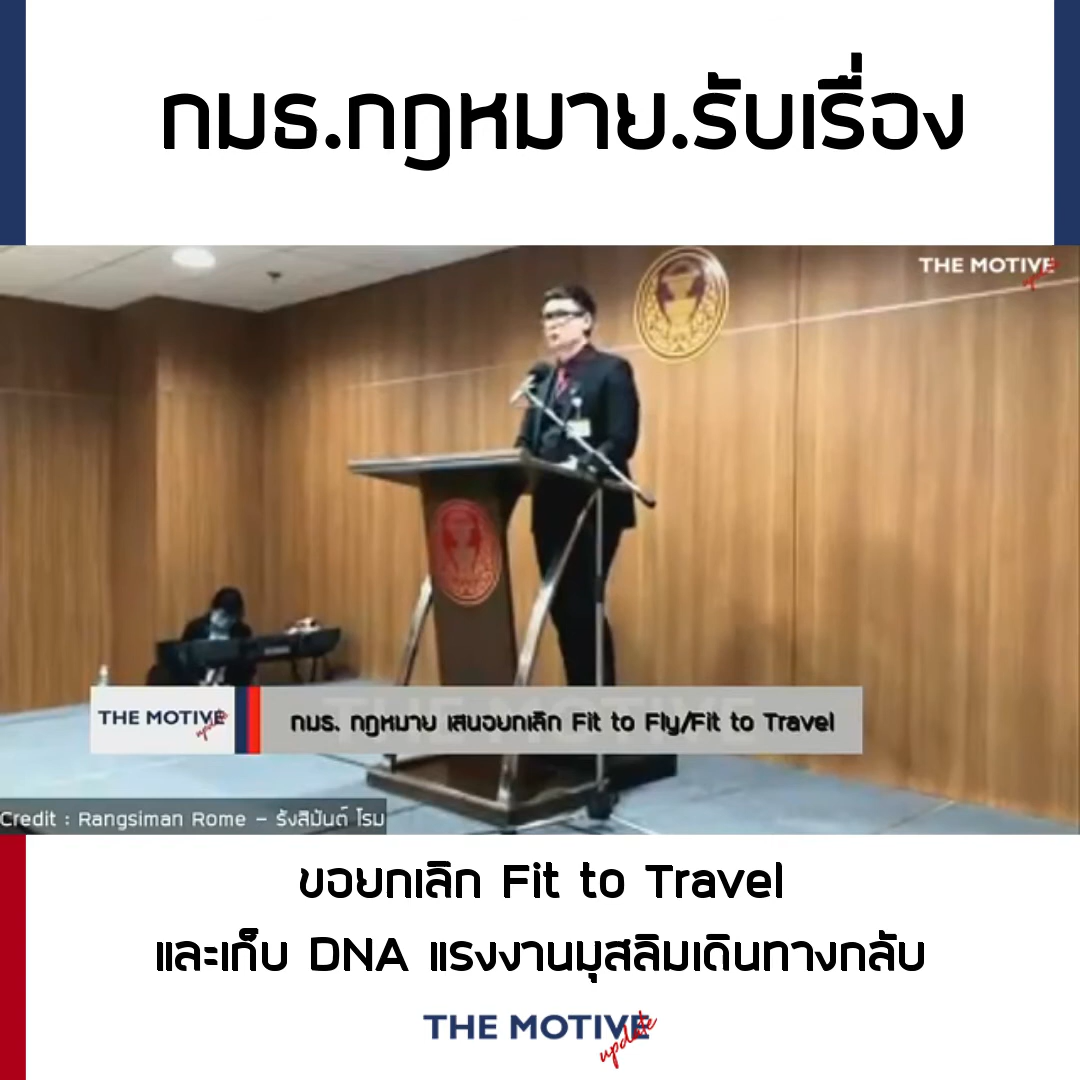 กมธ.กฎหมาย.รับเรื่อง
THE MOTIVE
update
THE MOTIVE
update
กมธ. กฎหมาย เสนอยกเลิก Fit to Fly/Fit to Travel
THE MOTIVE
Credit : Rangsiman Rome – รังสิมันต์ โรม
ขอยกเลิก Fit to Travel
และเก็บ DNA แรงงานมุสลิมเดินทางกลับ
THE MOTIVE
update